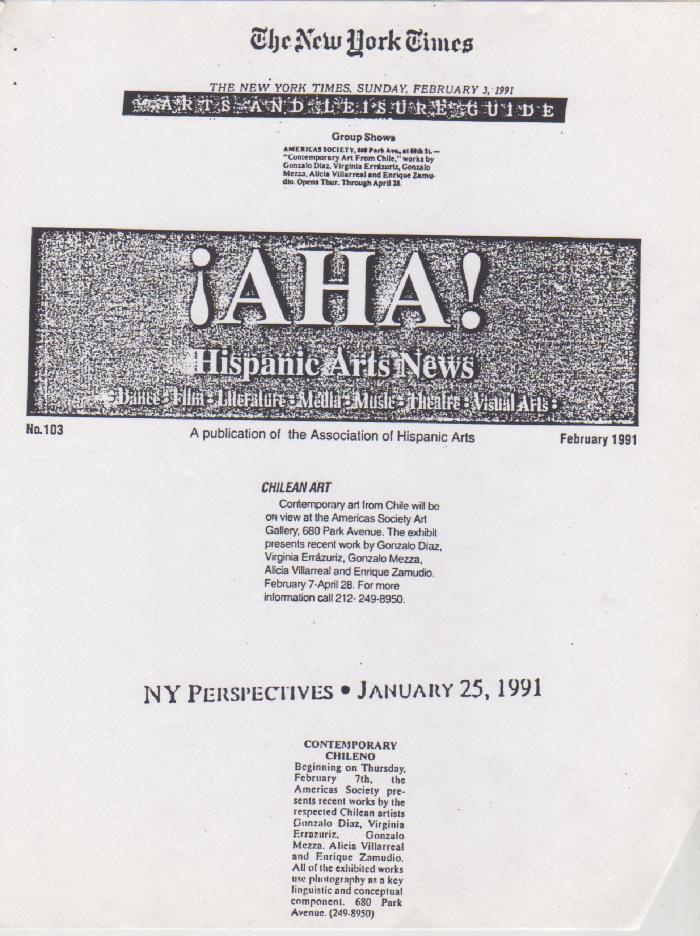 The New York Times
THE NEW YORK TIMES, SUNDAY, FEBRUARY 3, 1991
ARTS AND LEISURE GUIDE
Group Shows
AMERICAS SOCIETY, 680 Park Ave., at 68th St. —
"Contemporary Art From Chile," works by
Gonzalo Diaz, Virginia Errázuriz, Gonzalo
Mezza, Alicia Villarreal and Enrique Zamu-
dio. Opens Thur. Through April 28.
¡AHA!
Hispanic Arts News
• Dance • Film • Literature • Media • Music • Theatre • Visual Arts •
No.103
A publication of the Association of Hispanic Arts
February 1991
CHILEAN ART
Contemporary art from Chile will be
on view at the Americas Society Art
Gallery, 680 Park Avenue. The exhibit
presents recent work by Gonzalo Diaz,
Virginia Errázuriz, Gonzalo Mezza,
Alicia Villarreal and Enrique Zamudio.
February 7-April 28. For more
information call 212- 249-8950.
NY PERSPECTIVES • JANUARY 25, 1991
CONTEMPORARY
CHILENO
Beginning on Thursday,
February 7th, the
Americas Society pre-
sents recent works by the
respected Chilean artists
Gonzalo Diaz, Virginia
Errazuriz, Gonzalo
Mezza, Alicia Villarreal
and Enrique Zamudio.
All of the exhibited works
use photography as a key
linguistic and conceptual
component. 680 Park
Avenue. (249-8950)